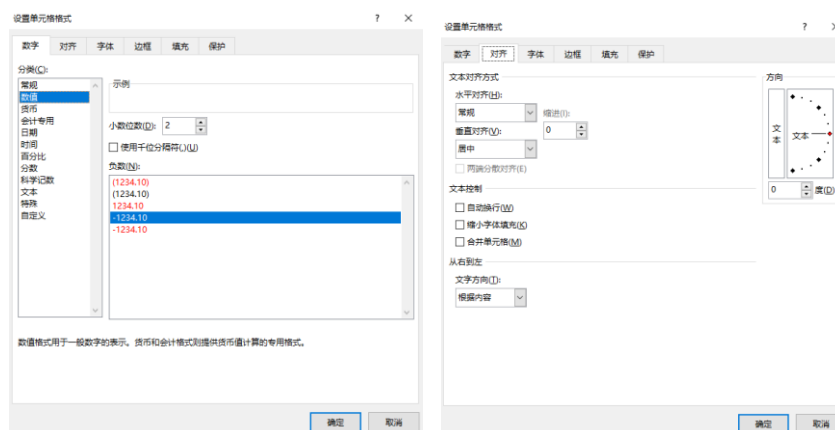 设置单元格格式
? ×
数字 对齐 字体 边框 填充 保护
分类(C):
常规
数值
货币
会计专用
日期
时间
百分比
分数
科学记数
文本
特殊
自定义
示例
小数位数(D): 2
使用千位分隔符(,)(U)
负数(N):
(1234.10)
(1234.10)
1234.10
-1234.10
-1234.10
数值格式用于一般数字的表示。货币和会计格式则提供货币值计算的专用格式。
确定 取消
设置单元格格式
?
数字 对齐 字体 边框 填充 保护
文本对齐方式
水平对齐(H):
常规
缩进(I):
垂直对齐(V):
0
居中
两端分散对齐(E)
文本控制
自动换行(W)
缩小字体填充(K)
合并单元格(M)
从右到左
文字方向(T):
根据内容
方向
文本
文本
0 度(D)
确定 取消